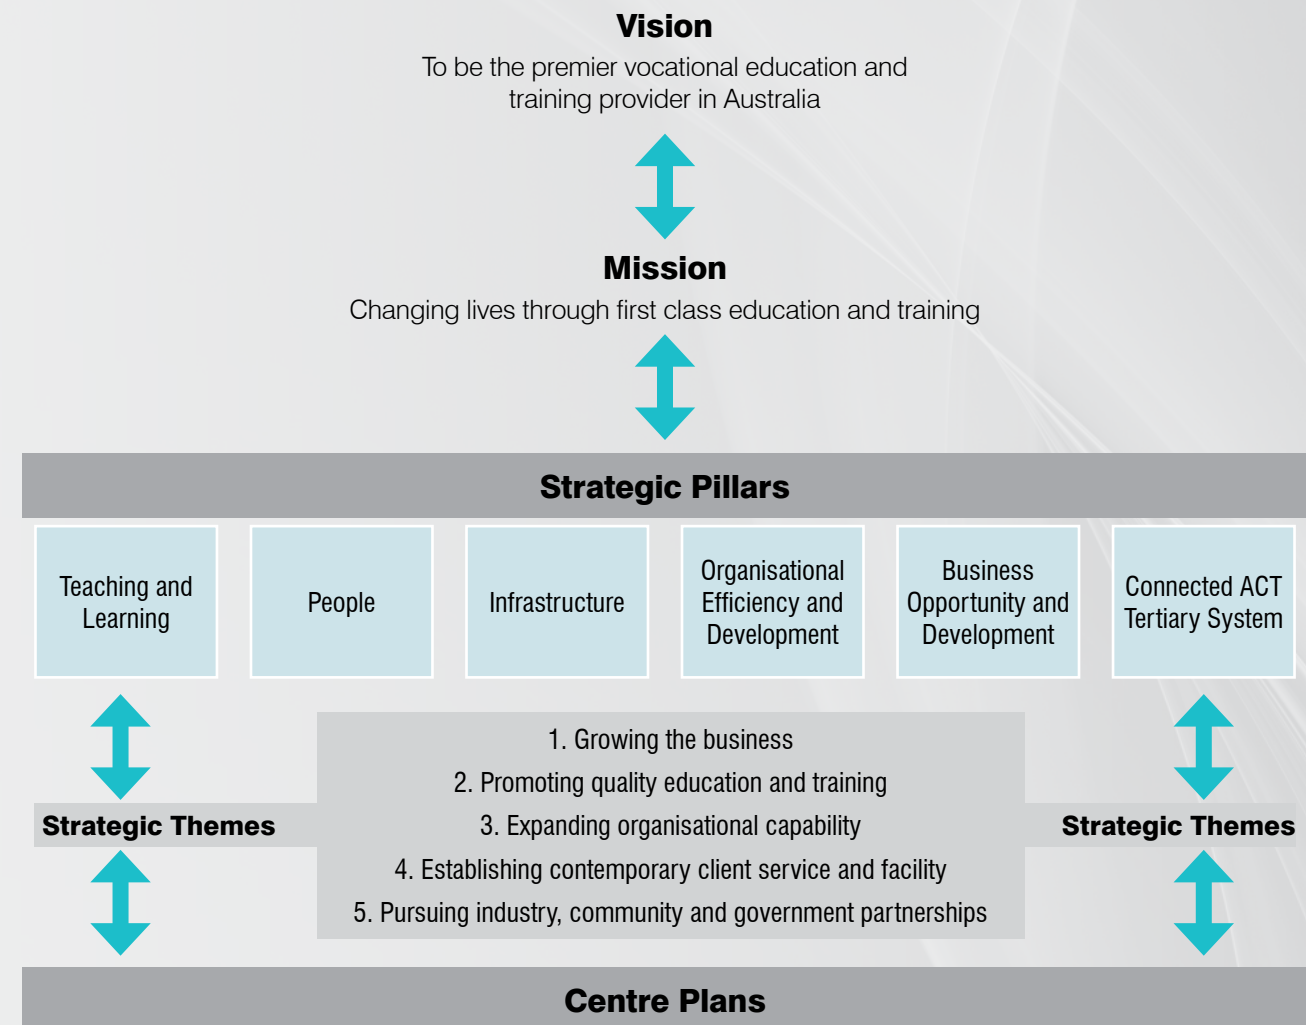 Vision
To be the premier vocational education and
training provider in Australia
Mission
Changing lives through first class education and training
Strategic Pillars
Teaching and
Learning
People
Infrastructure
Organisational
Efficiency and
Development
Business
Opportunity and
Development
Connected ACT
Tertiary System
1. Growing the business
2. Promoting quality education and training
Strategic Themes
3. Expanding organisational capability
Strategic Themes
4. Establishing contemporary client service and facility
5. Pursuing industry, community and government partnerships
Centre Plans